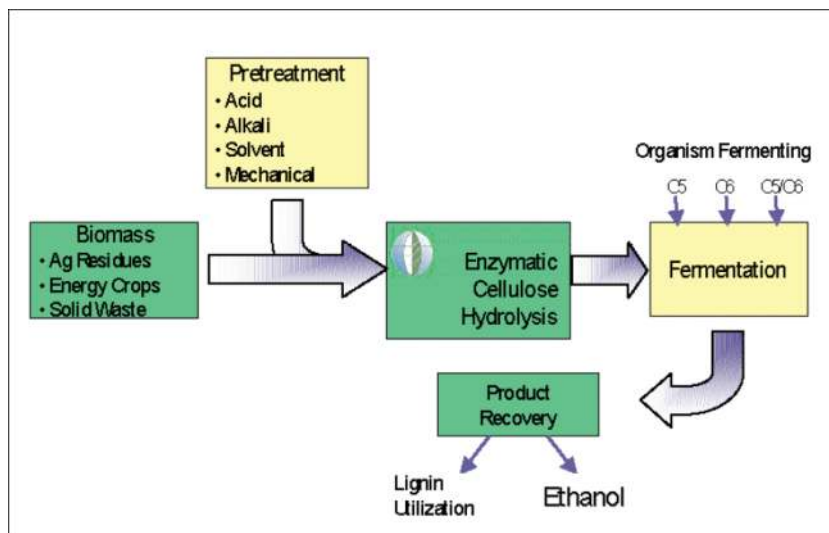 Pretreatment
• Acid
• Alkali
• Solvent
• Mechanical
Organism Fermenting
C5 C6 C5/C6
Biomass
• Ag Residues
• Energy Crops
• Solid Waste
Enzymatic
Cellulose
Hydrolysis
Fermentation
Product
Recovery
Lignin
Utilization
Ethanol